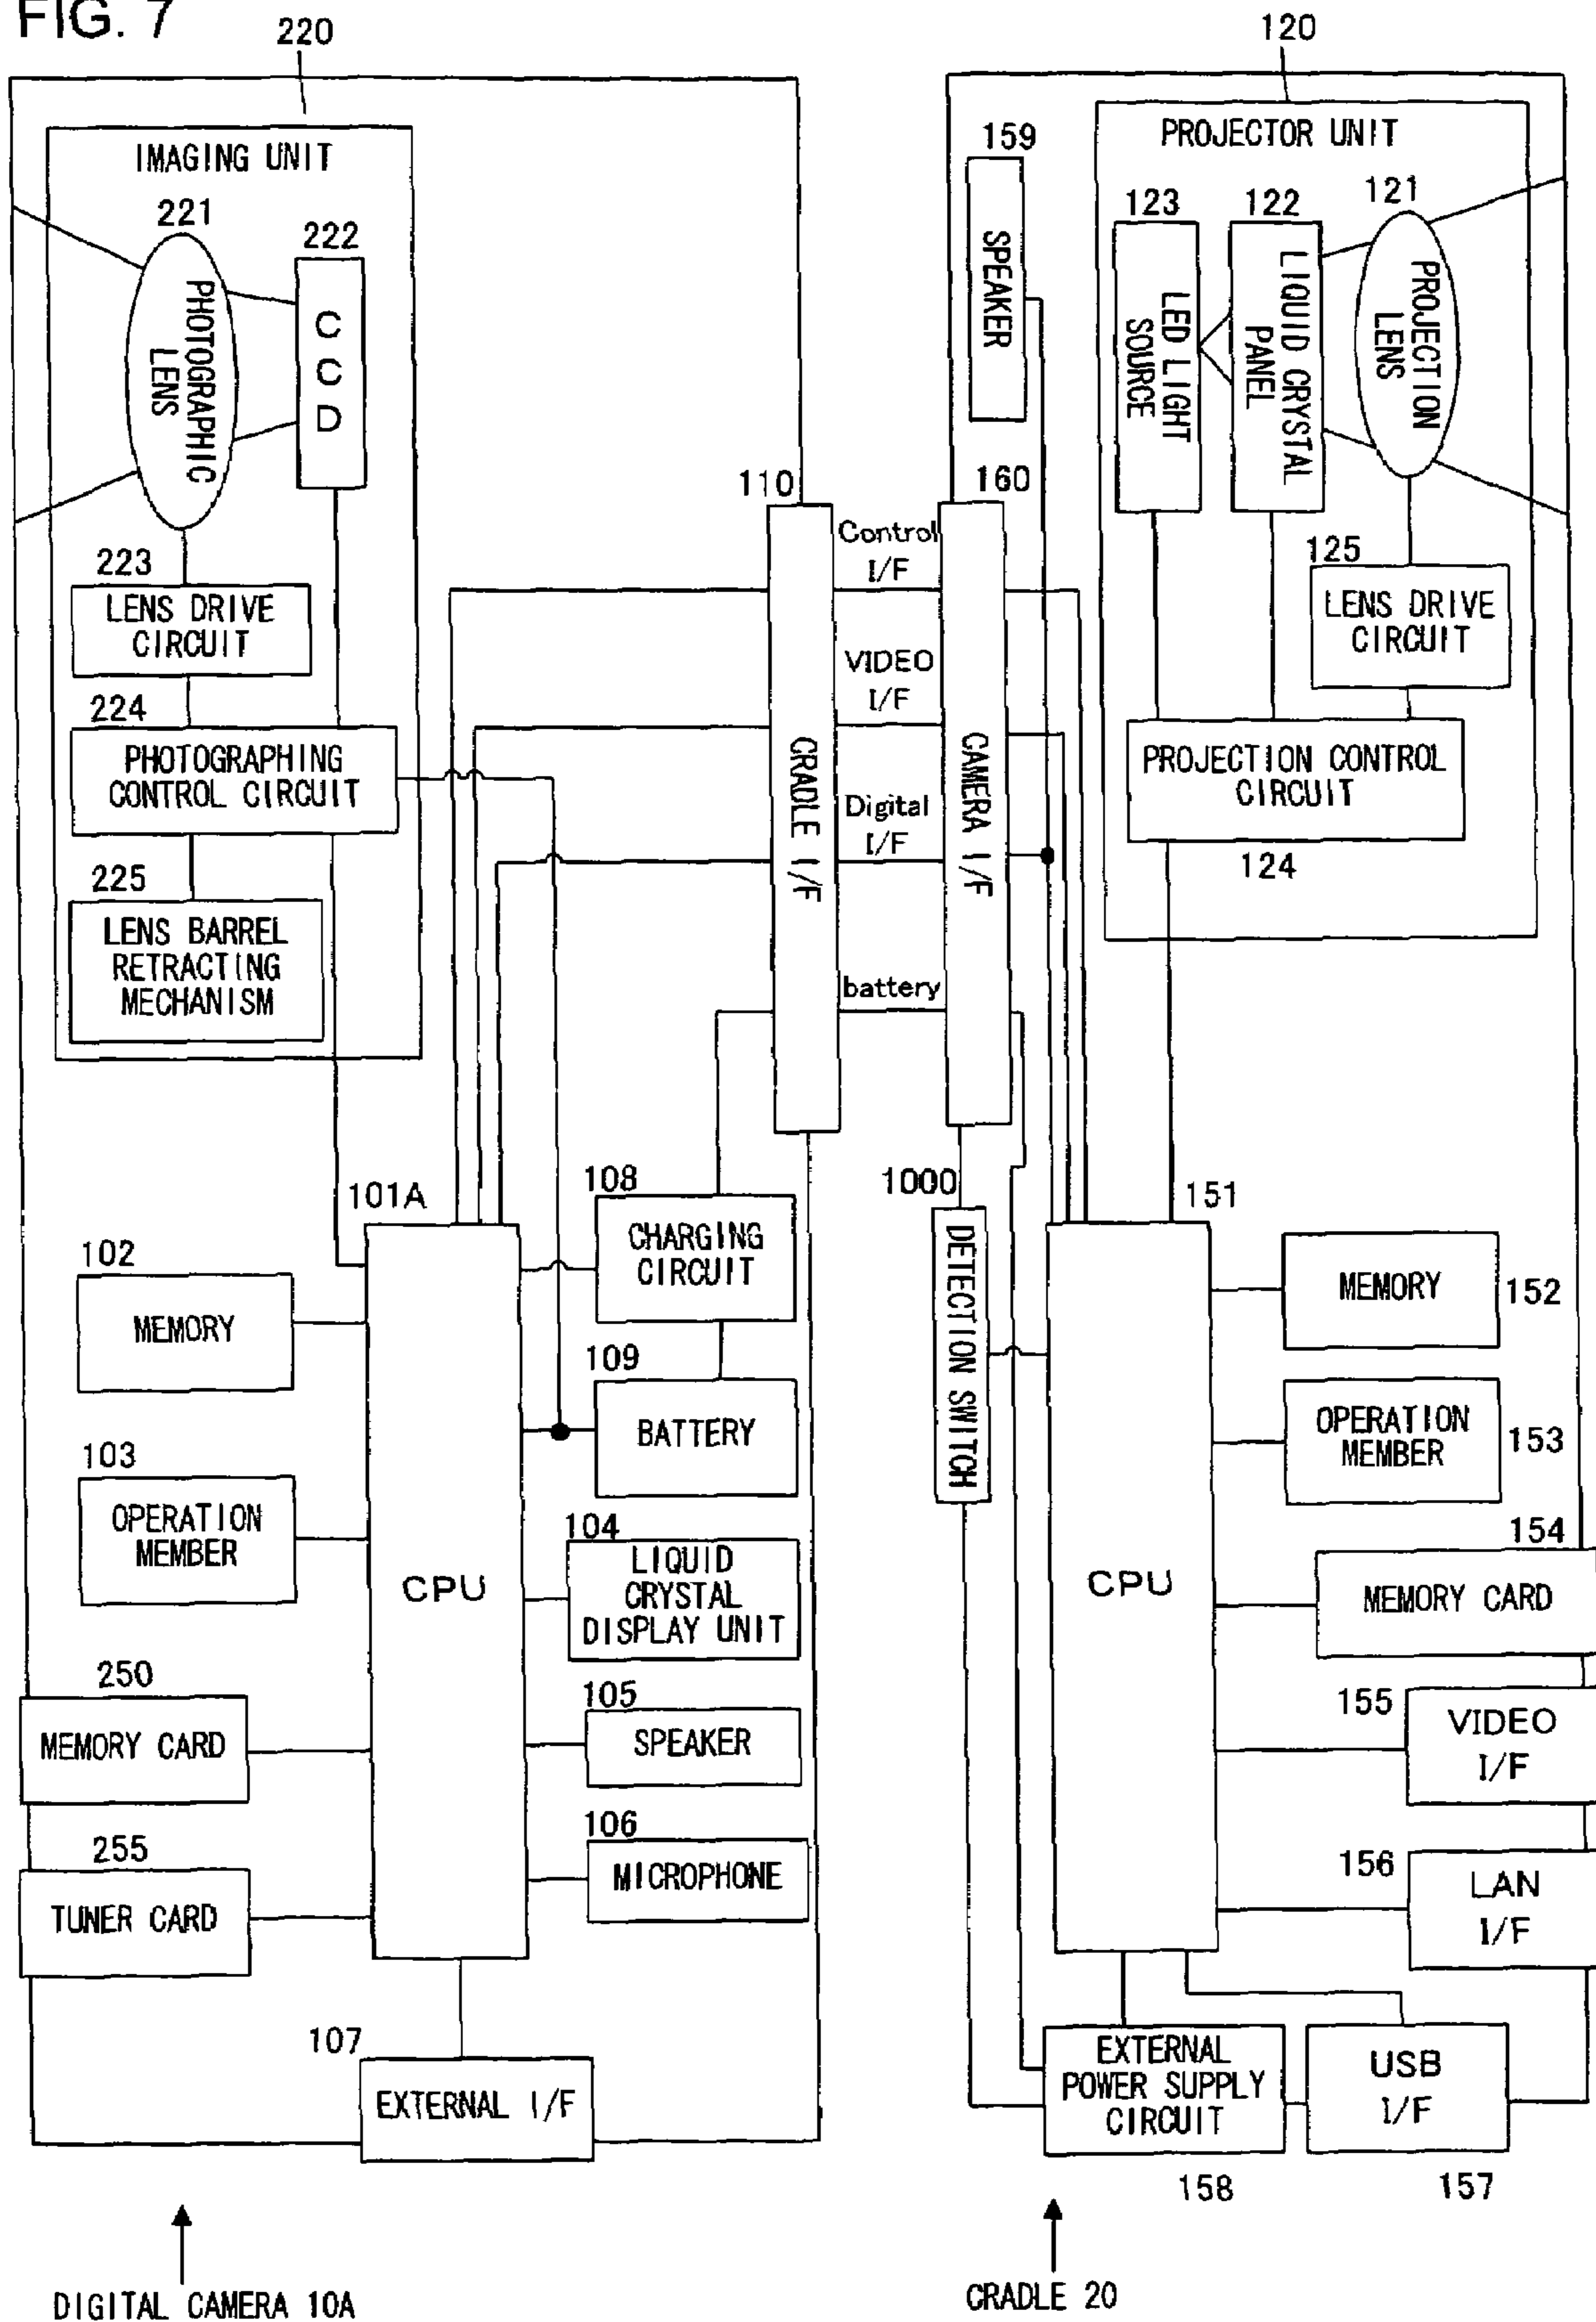 FIG. 7
220
IMAGING UNIT
221
222
PHOTOGRAPHIC
LENS
C
C
D
223
LENS DRIVE
CIRCUIT
224
PHOTOGRAPHING
CONTROL CIRCUIT
225
LENS BARREL
RETRACTING
MECHANISM
110
CRADLE I/F
Control
I/F
VIDEO
I/F
Digital
I/F
battery
101A
CPU
102
MEMORY
103
OPERATION
MEMBER
250
MEMORY CARD
255
TUNER CARD
108
CHARGING
CIRCUIT
109
BATTERY
104
LIQUID
CRYSTAL
DISPLAY UNIT
105
SPEAKER
106
MICROPHONE
107
EXTERNAL I/F
DIGITAL CAMERA 10A
120
PROJECTOR UNIT
159
SPEAKER
123
LED LIGHT
SOURCE
122
LIQUID CRYSTAL
PANEL
121
PROJECTION
LENS
125
LENS DRIVE
CIRCUIT
PROJECTION CONTROL
CIRCUIT
124
160
CAMERA I/F
1000
DETECTION SWITCH
151
CPU
MEMORY
152
OPERATION
MEMBER
153
154
MEMORY CARD
155
VIDEO
I/F
156
LAN
I/F
EXTERNAL
POWER SUPPLY
CIRCUIT
158
USB
I/F
157
CRADLE 20